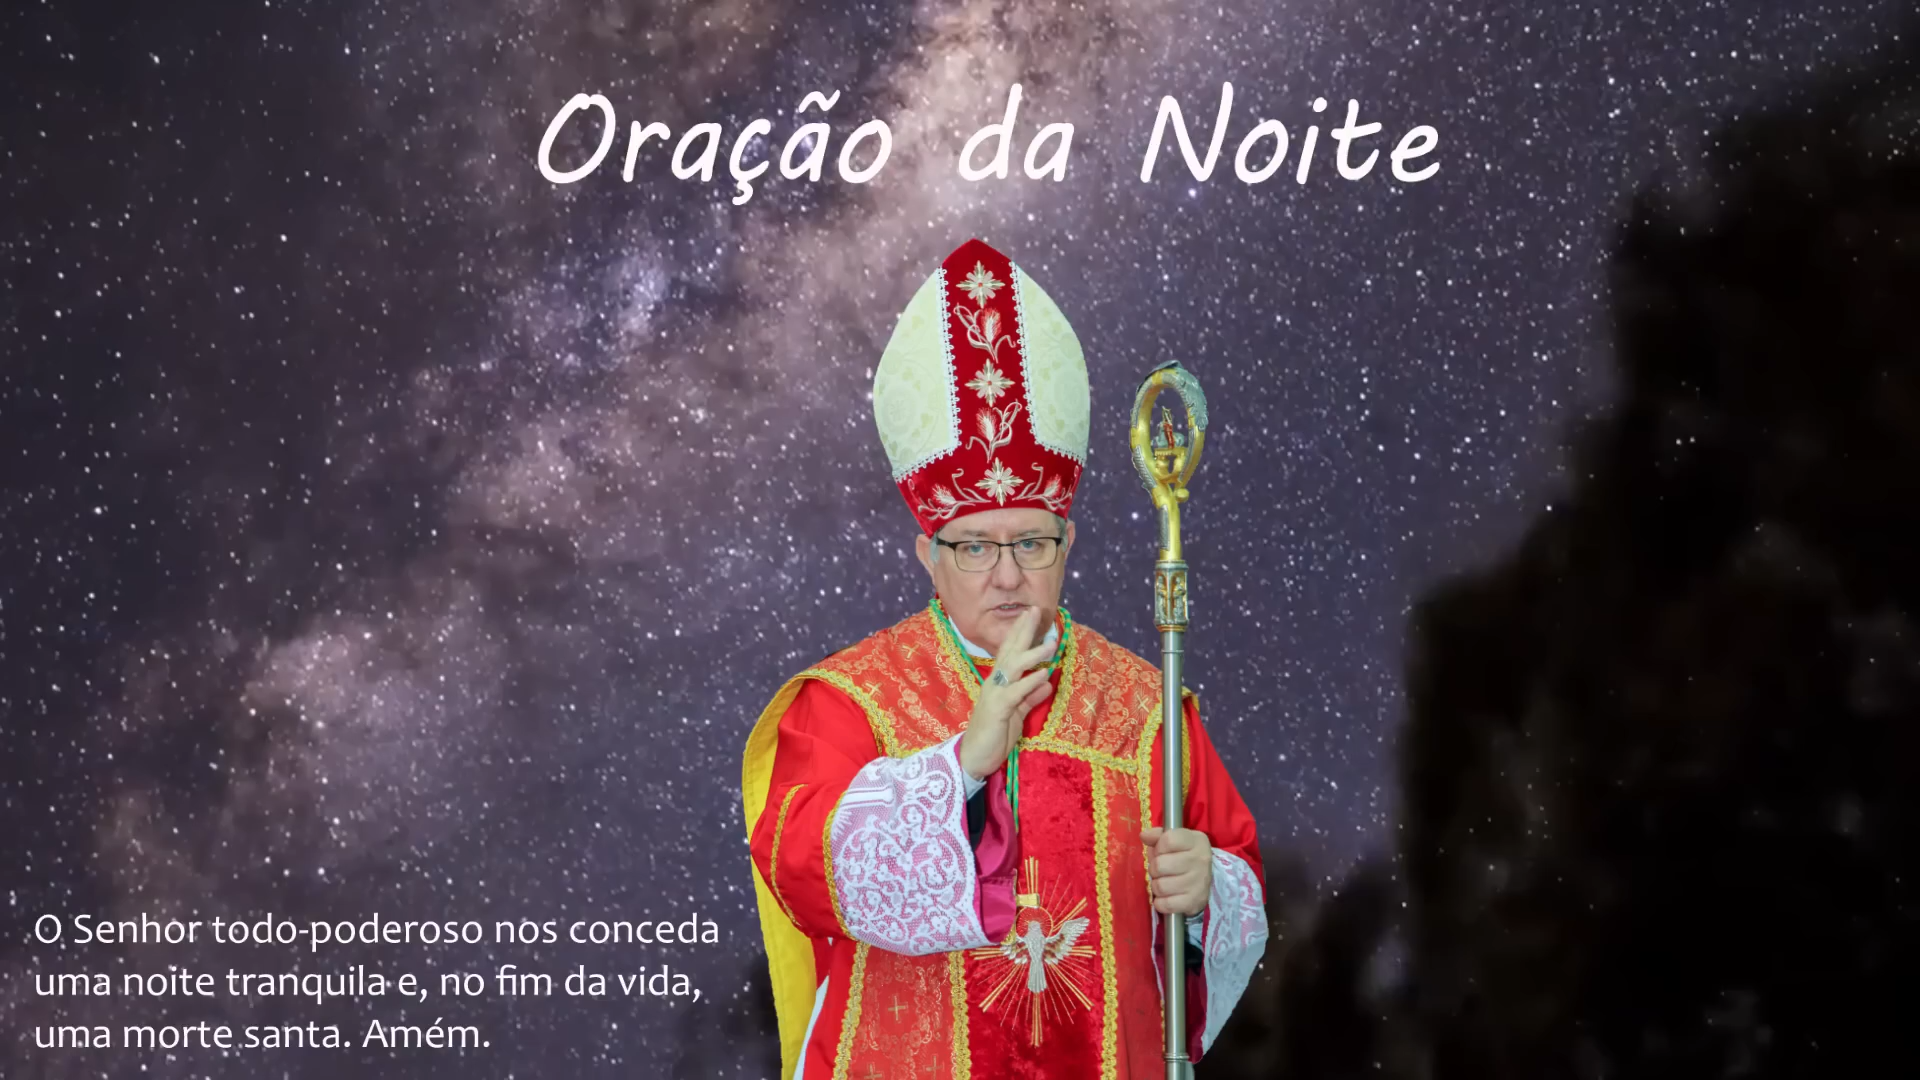 Oração da Noite
O Senhor todo-poderoso nos conceda
uma noite tranquila e, no fim da vida,
uma morte santa. Amém.